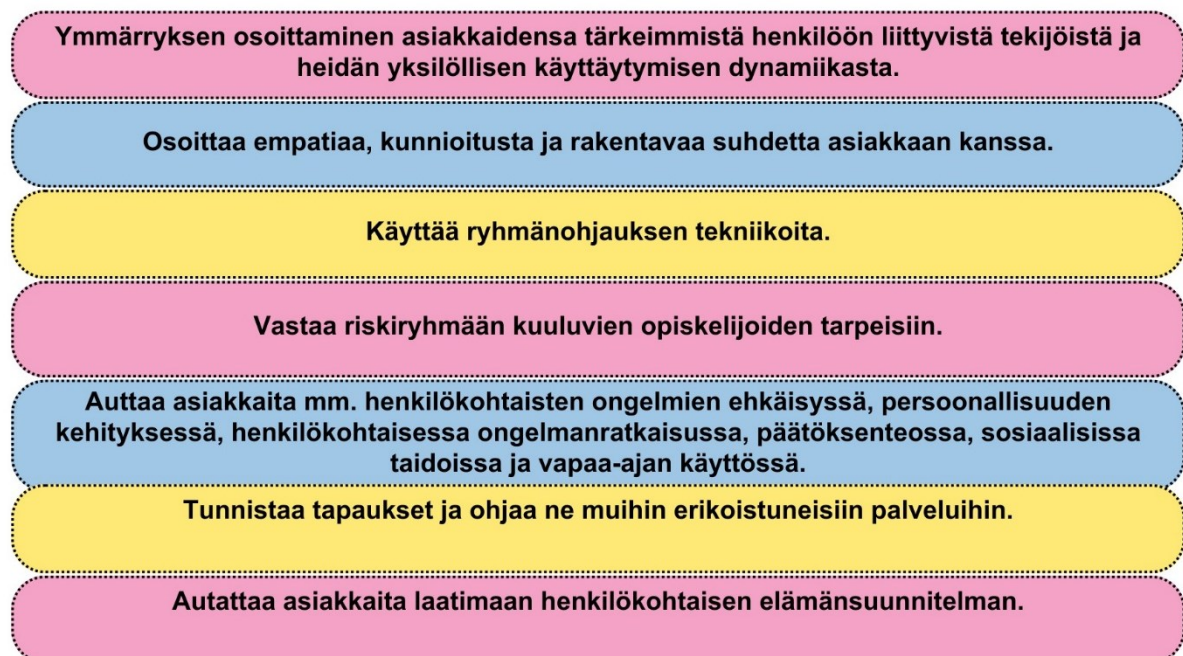 Ymmärryksen osoittaminen asiakkaidensa tärkeimmistä henkilöön liittyvistä tekijöistä ja
heidän yksilöllisen käyttäytymisen dynamiikasta.
Osoittaa empatiaa, kunnioitusta ja rakentavaa suhdetta asiakkaan kanssa.
Käyttää ryhmänohjauksen tekniikoita.
Vastaa riskiryhmään kuuluvien opiskelijoiden tarpeisiin.
Auttaa asiakkaita mm. henkilökohtaisten ongelmien ehkäisyssä, persoonallisuuden
kehityksessä, henkilökohtaisessa ongelmanratkaisussa, päätöksenteossa, sosiaalisissa
taidoissa ja vapaa-ajan käyttössä.
Tunnistaa tapaukset ja ohjaa ne muihin erikoistuneisiin palveluihin.
Autattaa asiakkaita laatimaan henkilökohtaisen elämänsuunnitelman.